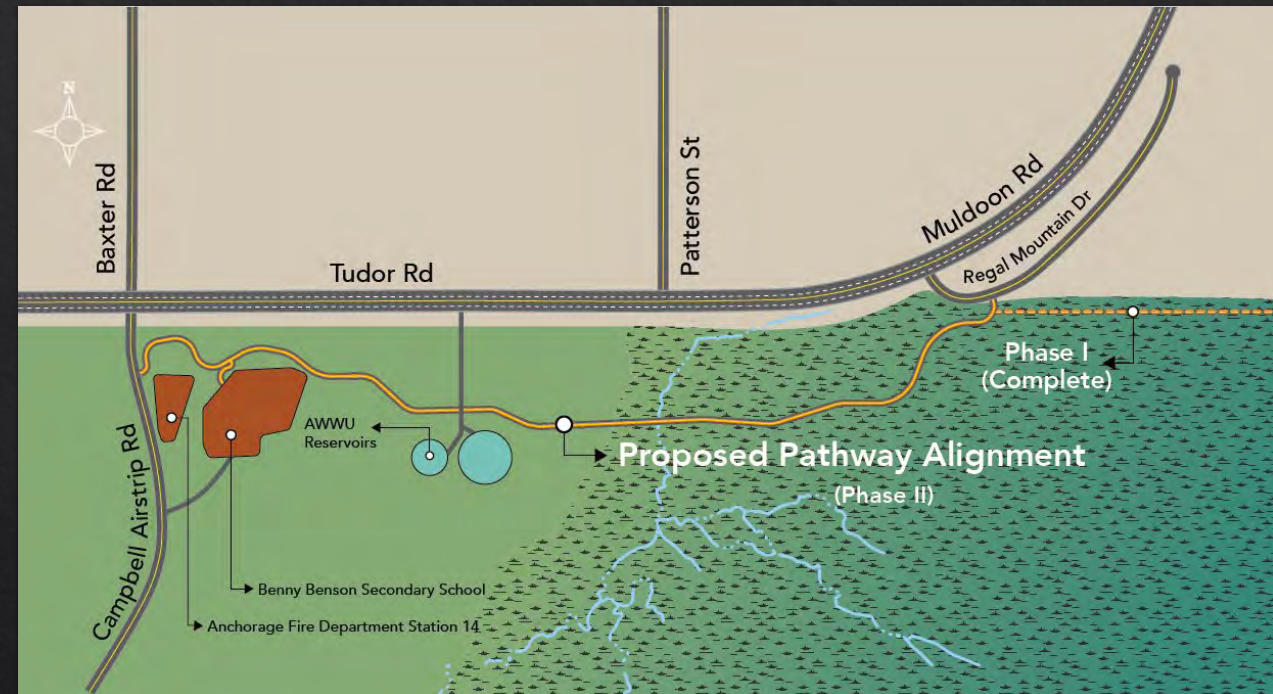 N
Baxter Rd
Patterson St
Muldoon Rd
Regal Mountain Dr
Tudor Rd
Phase I
(Complete)
AWWU
Reservoirs
Proposed Pathway Alignment
(Phase II)
Campbell Airstrip Rd
Benny Benson Secondary School
Anchorage Fire Department Station 14